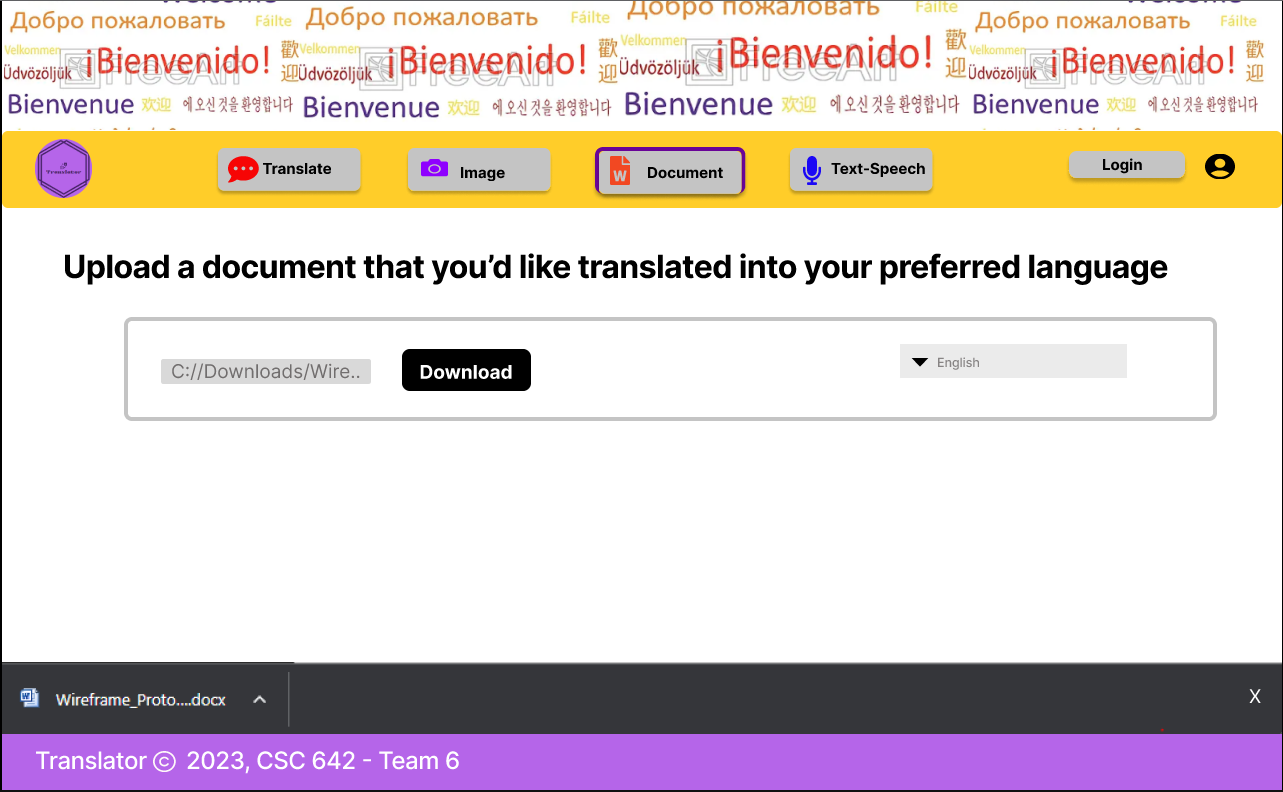 Добро пожаловать Fáilte Добро пожаловать Fáilte Добро пожаловать Fáilte Добро пожаловать Fáilte
Velkommen ¡Bienvenido! 歡迎 Velkommen ¡Bienvenido! 歡迎 Velkommen ¡Bienvenido! 歡迎 Velkommen ¡Bienvenido! 歡迎
Üdvözöljük Üdvözöljük Üdvözöljük Üdvözöljük
Bienvenue 欢迎 에 오신 것을 환영합니다 Bienvenue 欢迎 에 오신 것을 환영합니다 Bienvenue 欢迎 에 오신 것을 환영합니다 Bienvenue 欢迎 에 오신 것을 환영합니다
Translator
Translate Image Document Text-Speech Login
Upload a document that you’d like translated into your preferred language
C://Downloads/Wire.. Download English
Wireframe_Proto....docx X
Translator © 2023, CSC 642 - Team 6